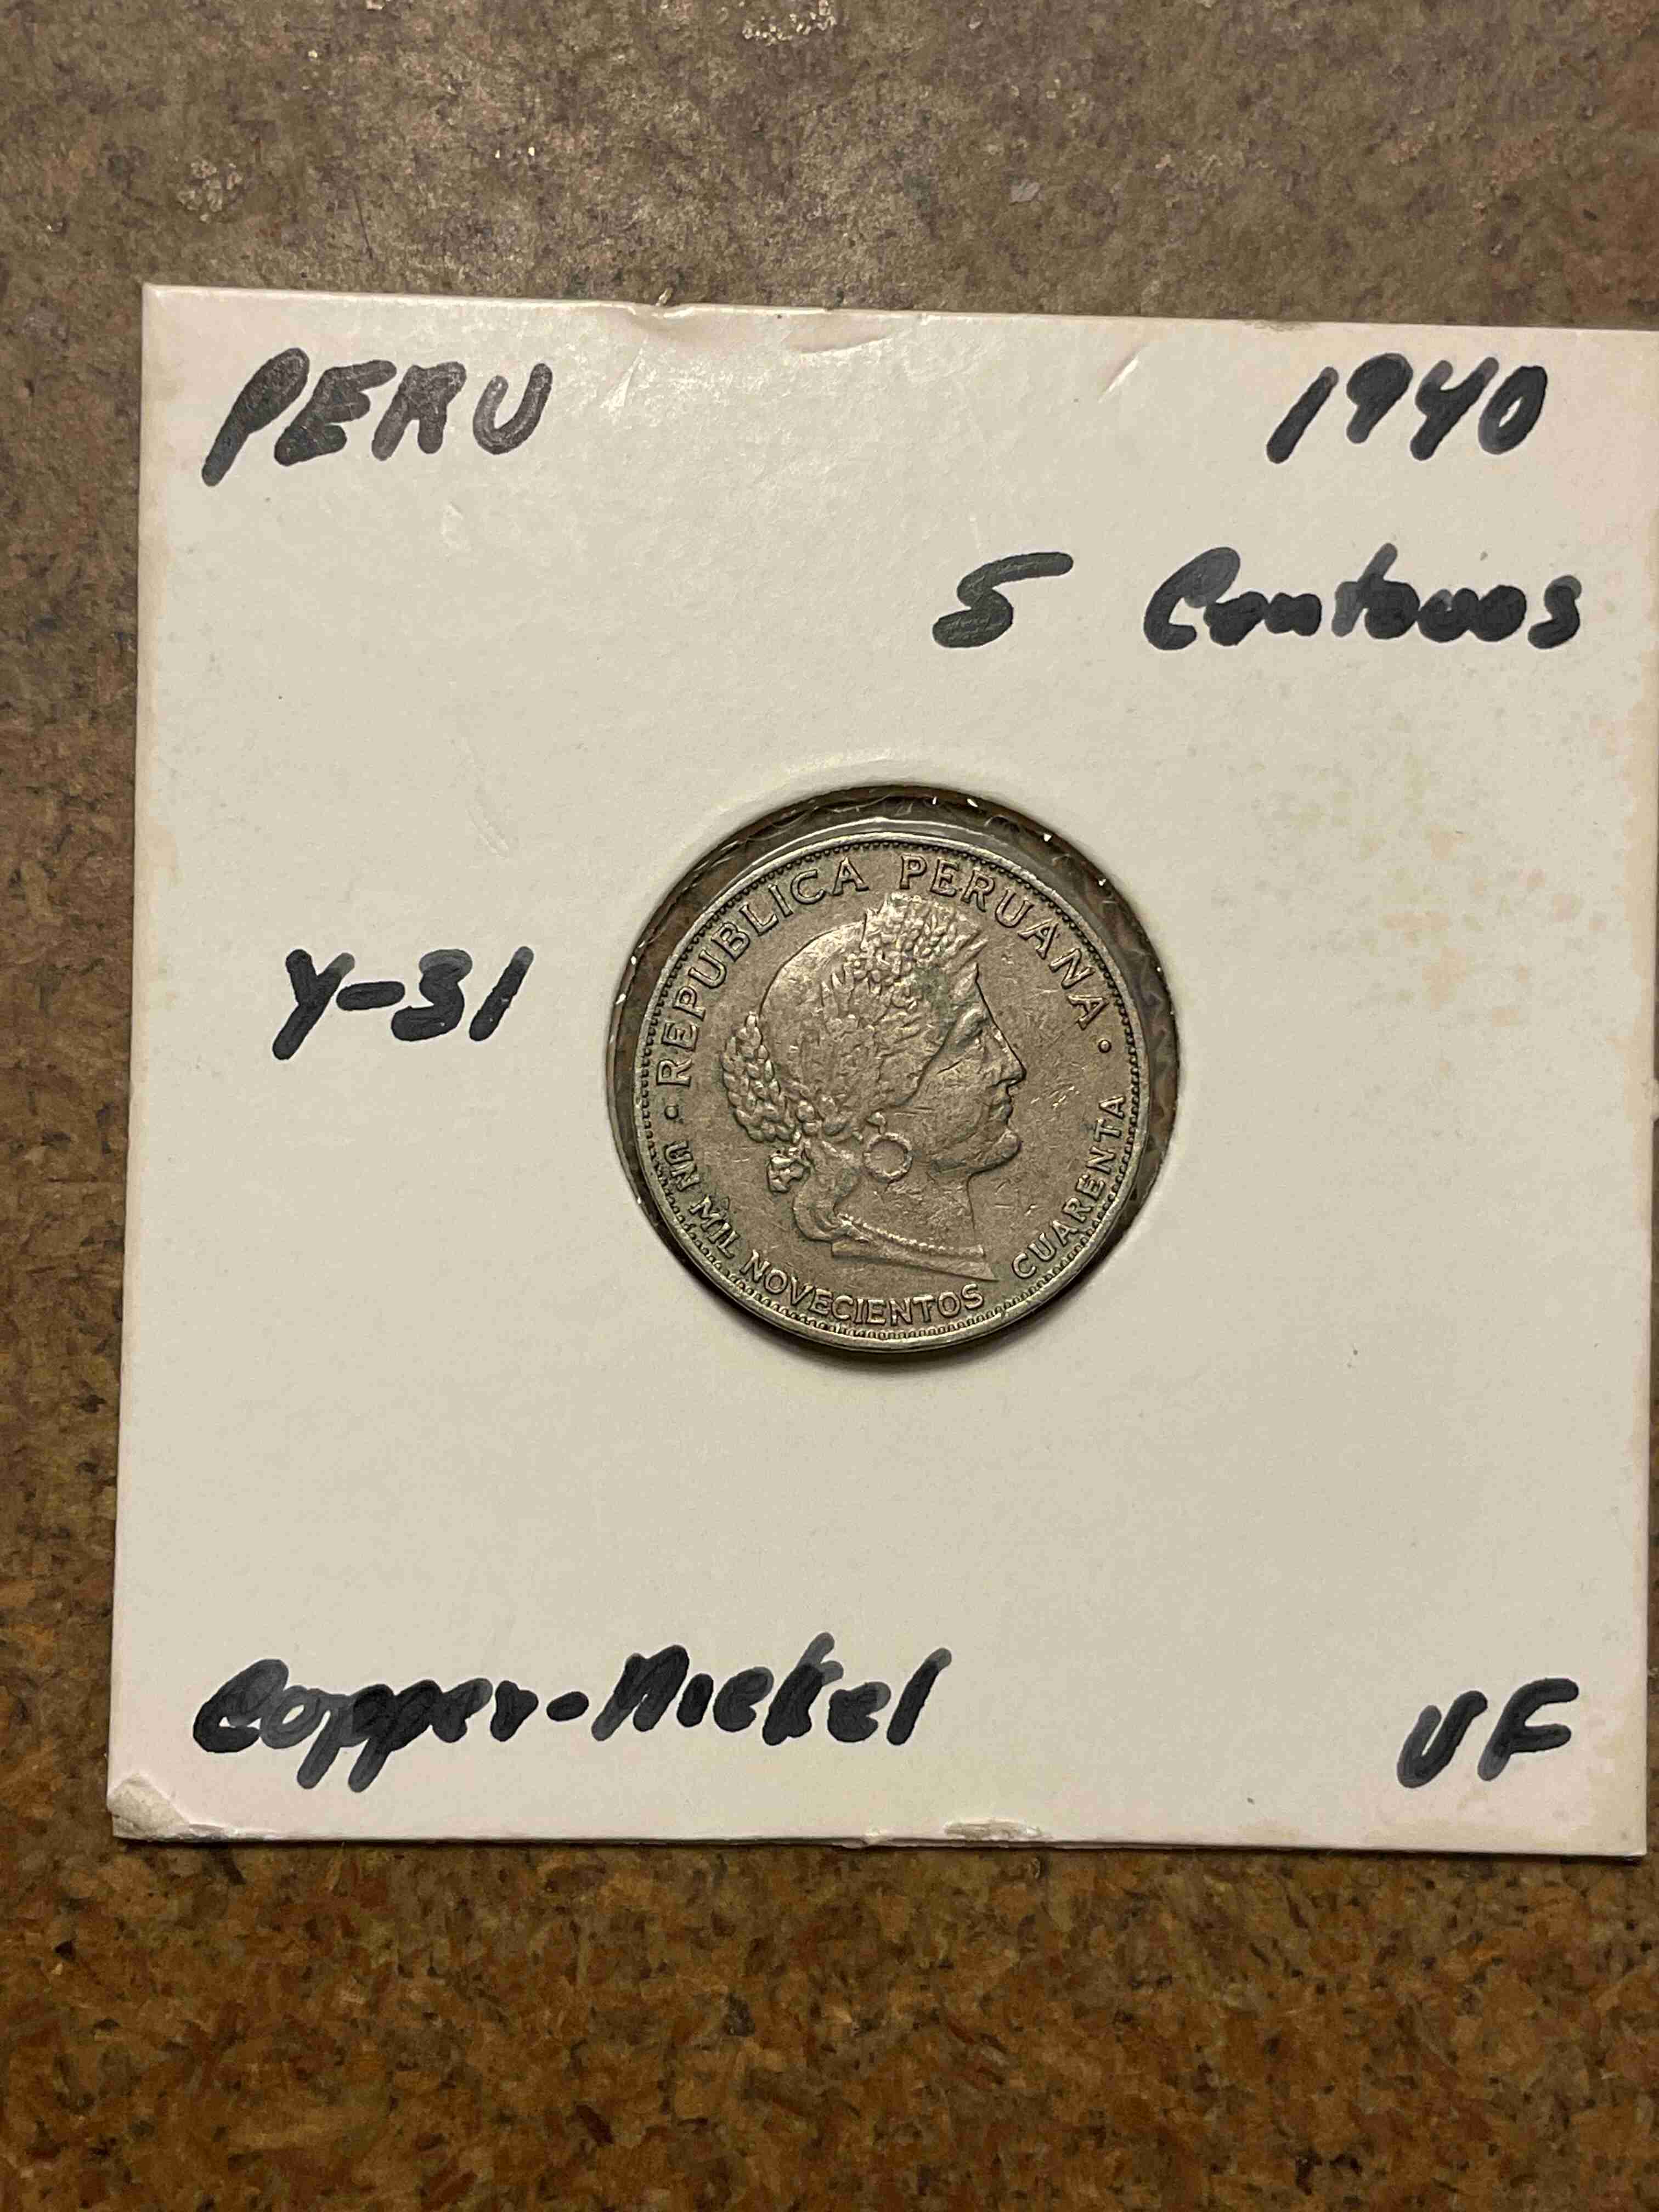 PERU 1940
5 Centavos
Y-31
REPUBLICA PERUANA
UN MIL NOVECIENTOS CUARENTA
Copper-Nickel VF